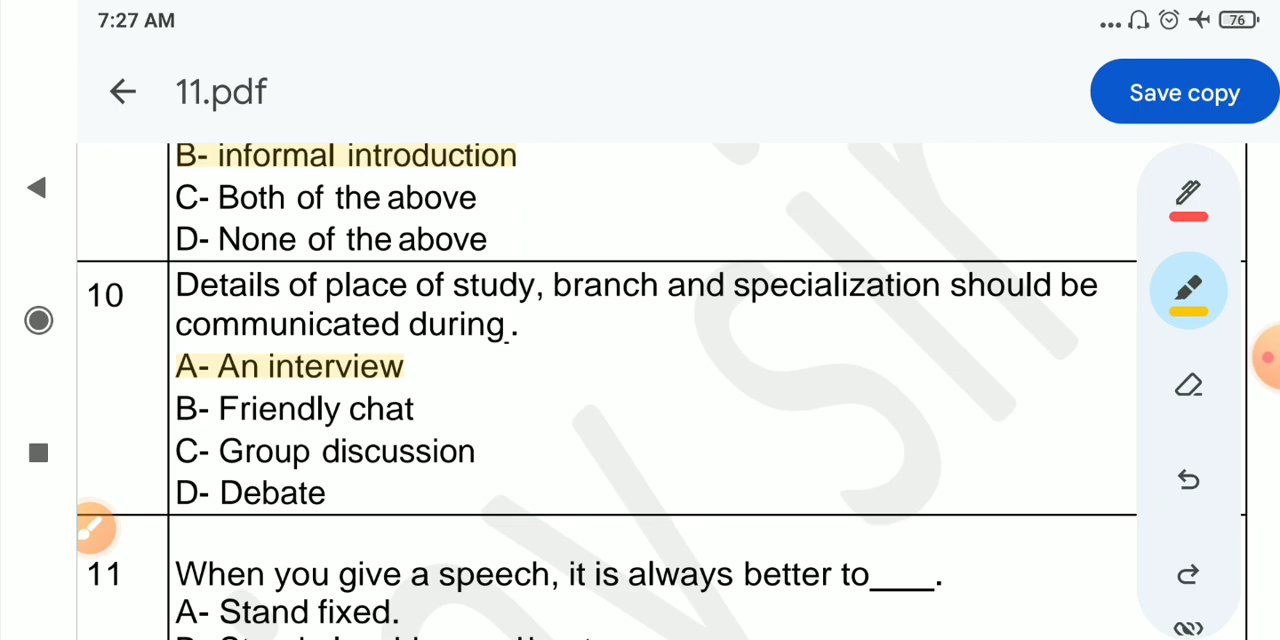 7:27 AM
76
11.pdf
Save copy
B- informal introduction
C- Both of the above
D- None of the above
10
Details of place of study, branch and specialization should be
communicated during_.
A- An interview
B- Friendly chat
C- Group discussion
D- Debate
11
When you give a speech, it is always better to____.
A- Stand fixed.
Sir